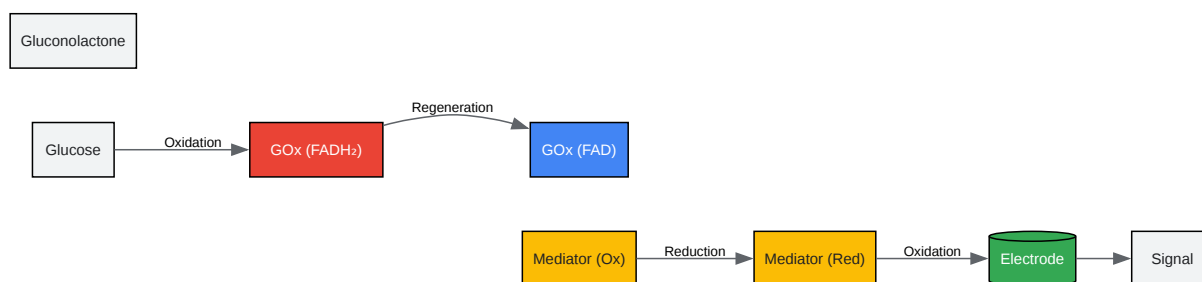 Gluconolactone
Regeneration
Glucose
Oxidation
GOx (FADH₂)
GOx (FAD)
Mediator (Ox)
Reduction
Mediator (Red)
Oxidation
Electrode
Signal